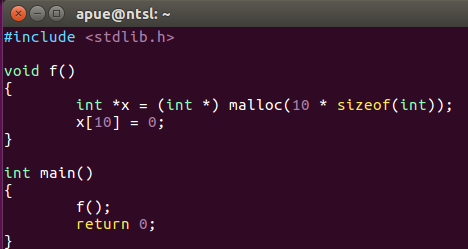 apue@ntsl: ~
#include <stdlib.h>
void f()
{
        int *x = (int *) malloc(10 * sizeof(int));
        x[10] = 0;
}
int main()
{
        f();
        return 0;
}